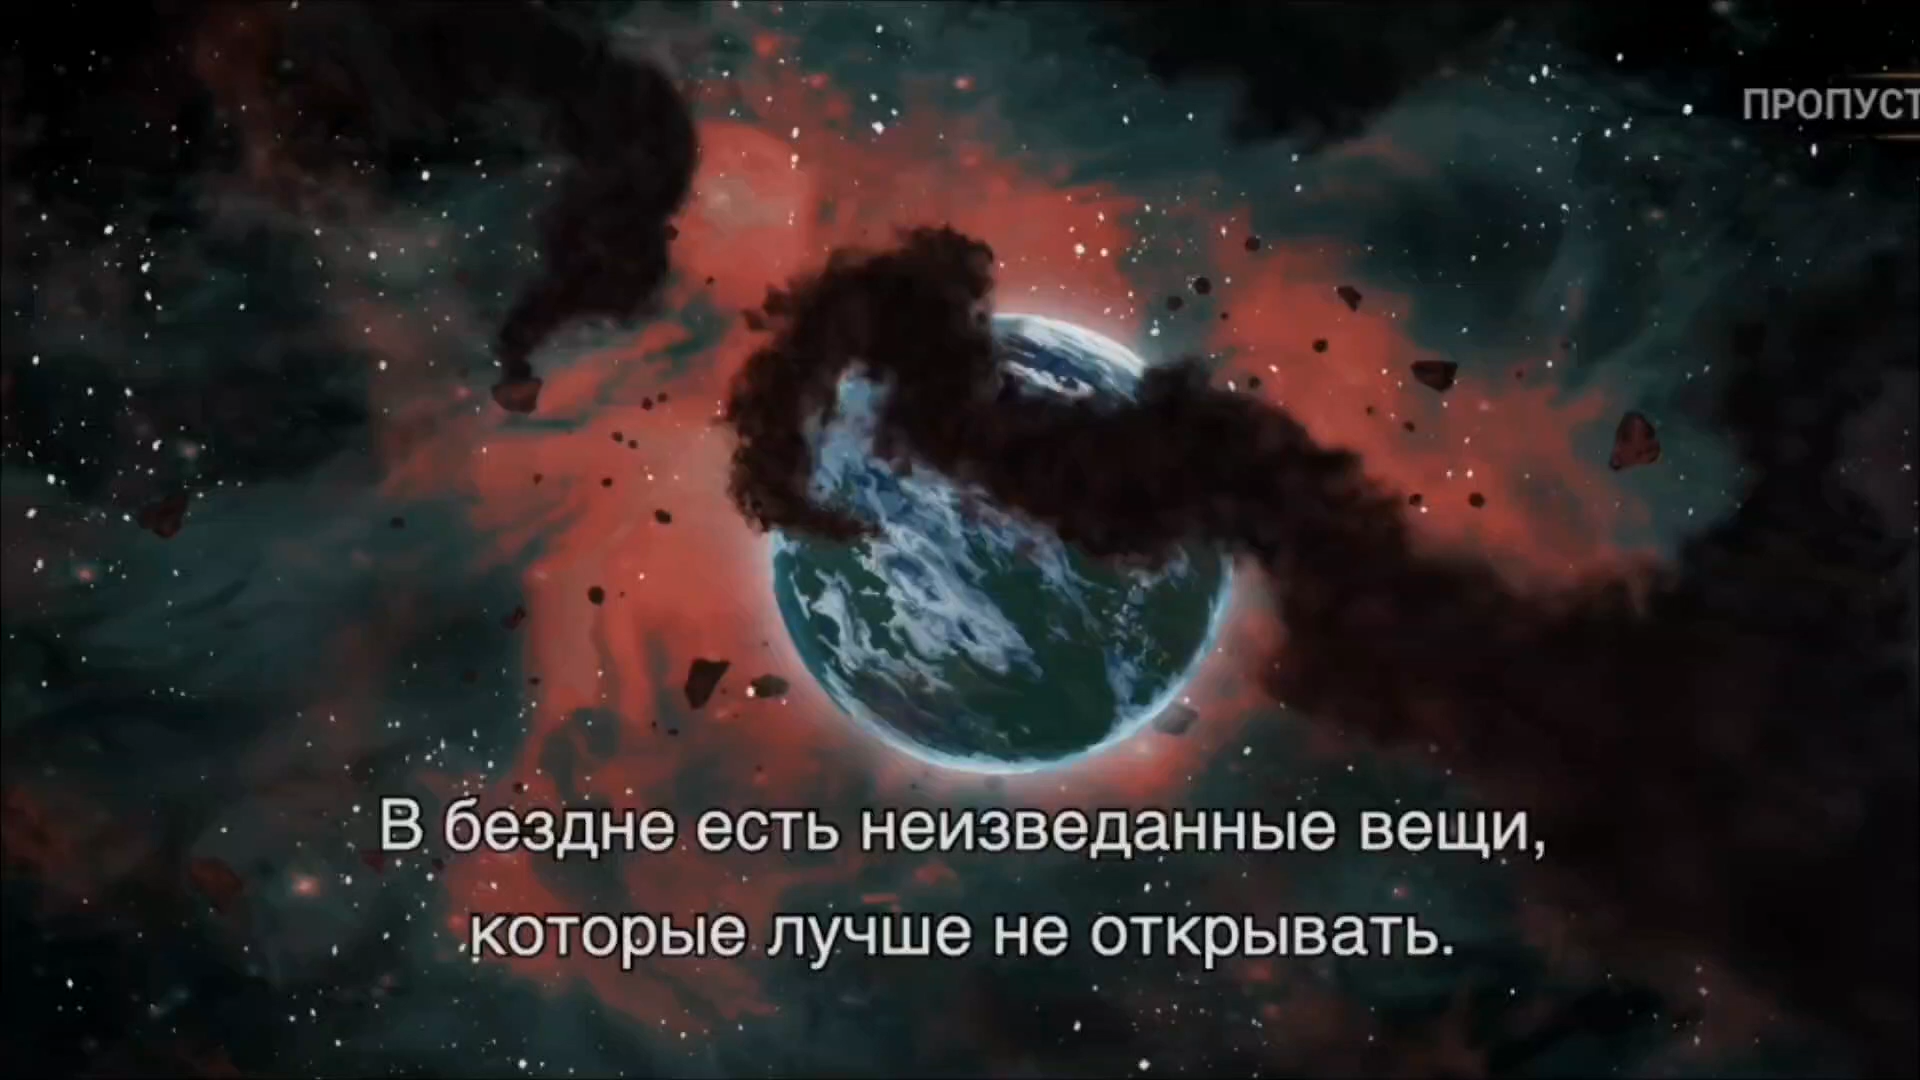 ПРОПУСТ
В бездне есть неизведанные вещи,
которые лучше не открывать.